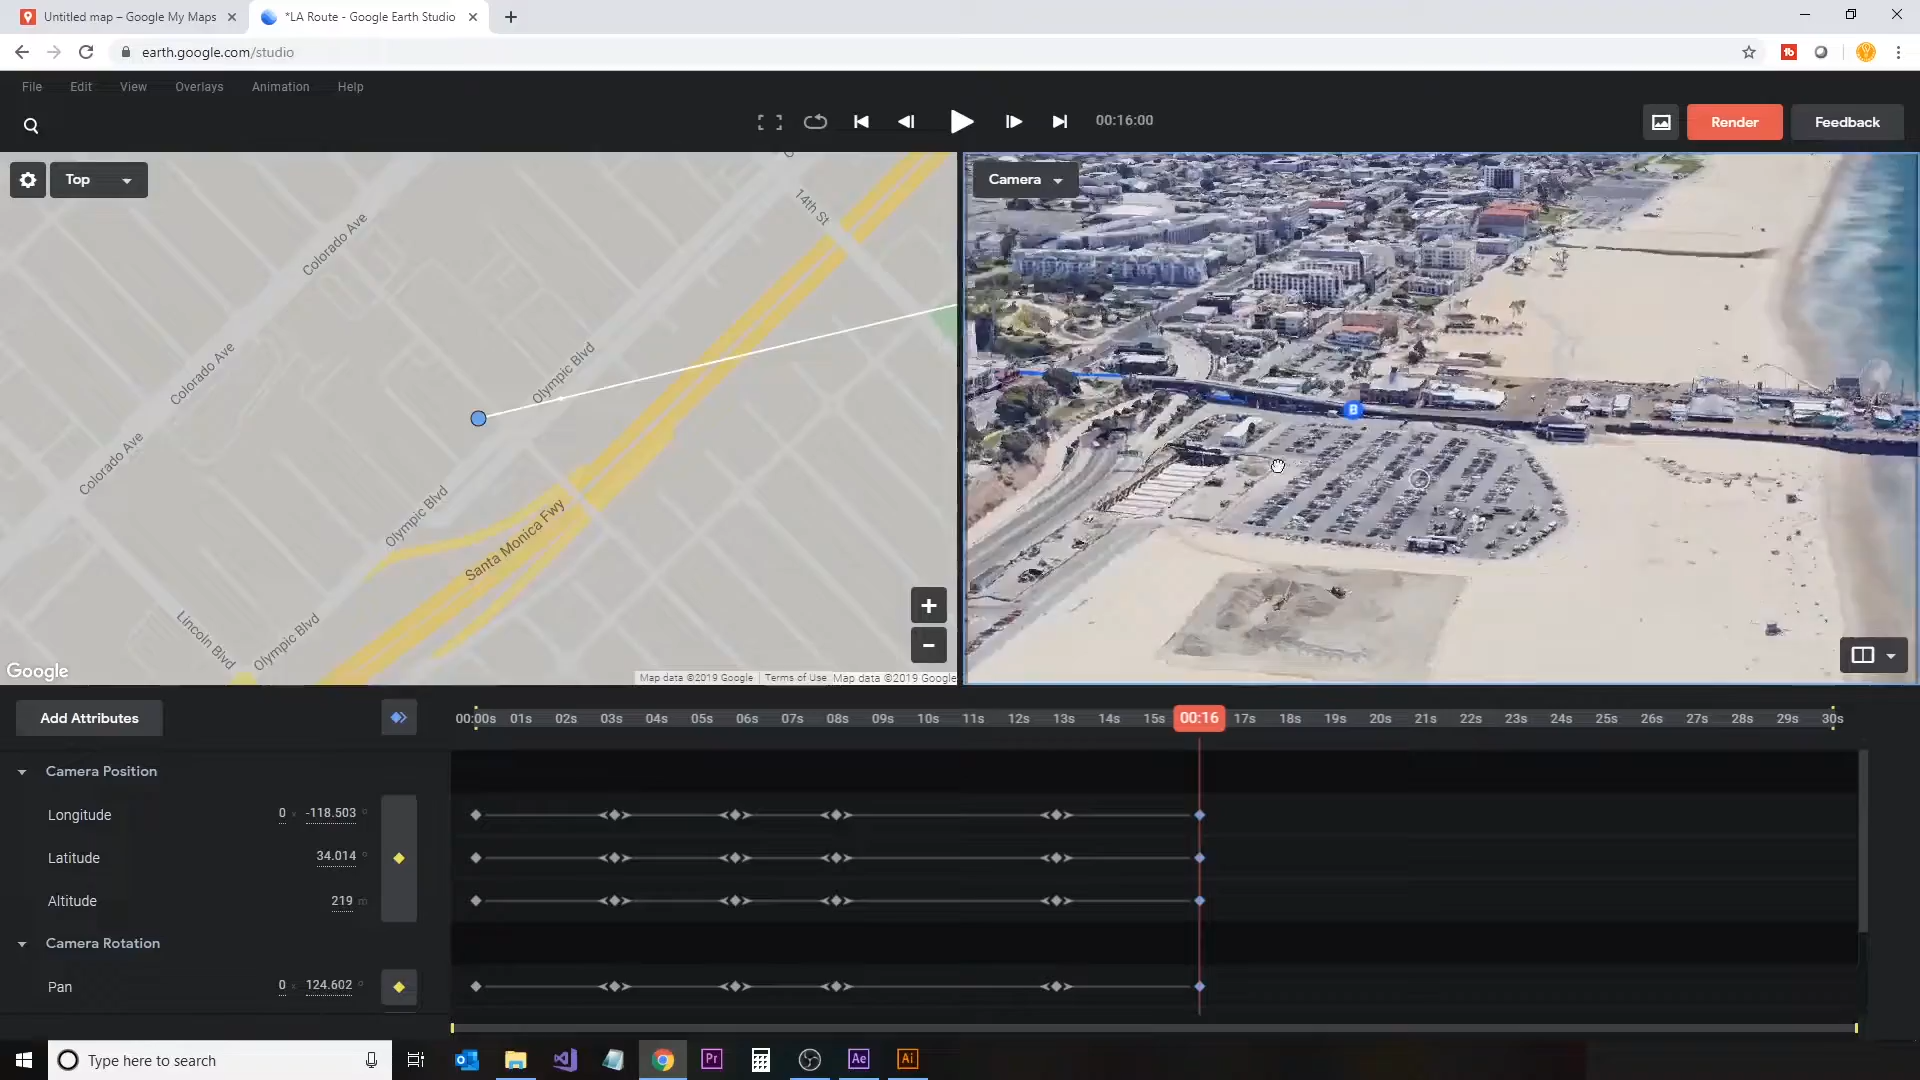 Untitled map – Google My Maps
*LA Route - Google Earth Studio
earth.google.com/studio
File Edit View Overlays Animation Help
00:16:00
Render
Feedback
Top
Camera
14th St
Colorado Ave
Colorado Ave
Colorado Ave
Olympic Blvd
Olympic Blvd
Olympic Blvd
Santa Monica Fwy
Lincoln Blvd
B
Google
Map data ©2019 Google Terms of Use Map data ©2019 Google
Add Attributes
00:00s 01s 02s 03s 04s 05s 06s 07s 08s 09s 10s 11s 12s 13s 14s 15s 00:16 17s 18s 19s 20s 21s 22s 23s 24s 25s 26s 27s 28s 29s 30s
Camera Position
Longitude 0 x -118.503 °
Latitude 34.014 °
Altitude 219 m
Camera Rotation
Pan 0 x 124.602 °
Type here to search
Pr
Ae
Ai